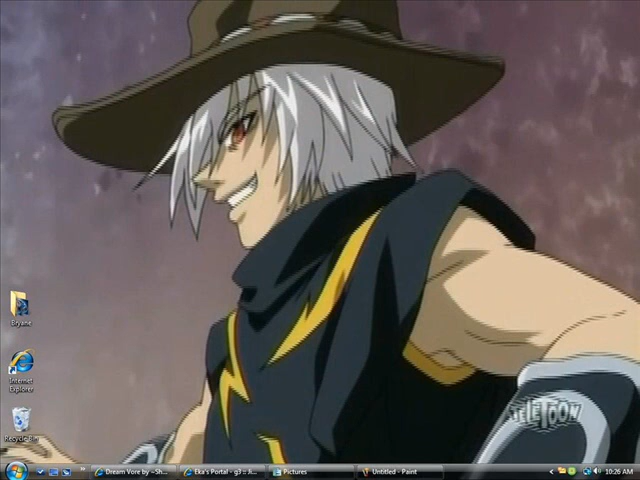 Bryane
Internet
Explorer
TELETOON
Recycle Bin
Dream Vore by ~Sh...
Eka's Portal - g3 :: Ji...
Pictures
Untitled - Paint
10:26 AM